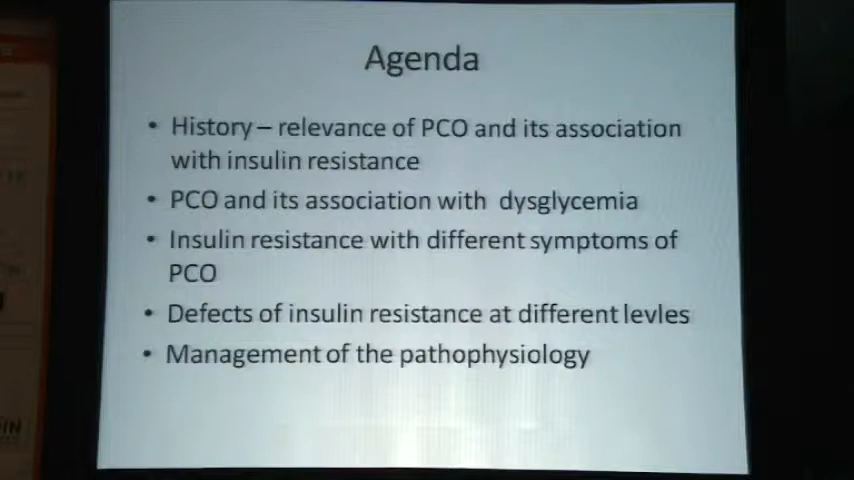 Agenda
• History – relevance of PCO and its association
with insulin resistance
• PCO and its association with dysglycemia
• Insulin resistance with different symptoms of
PCO
• Defects of insulin resistance at different levles
• Management of the pathophysiology